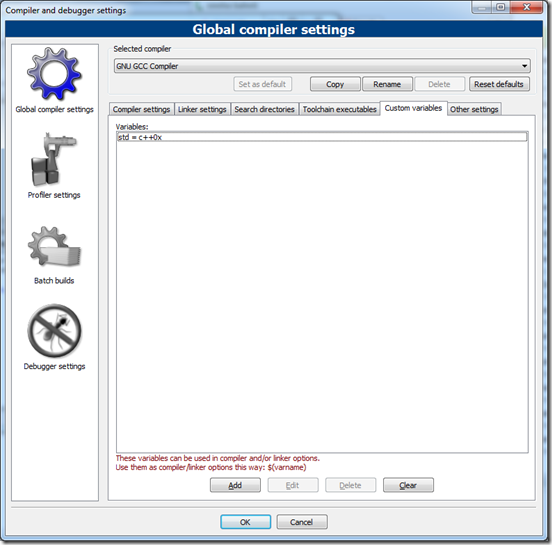 Compiler and debugger settings
Global compiler settings
Global compiler settings
Profiler settings
Batch builds
Debugger settings
Selected compiler
GNU GCC Compiler
Set as default Copy Rename Delete Reset defaults
Compiler settings Linker settings Search directories Toolchain executables Custom variables Other settings
Variables:
std = c++0x
These variables can be used in compiler and/or linker options.
Use them as compiler/linker options this way: $(varname)
Add Edit Delete Clear
OK Cancel